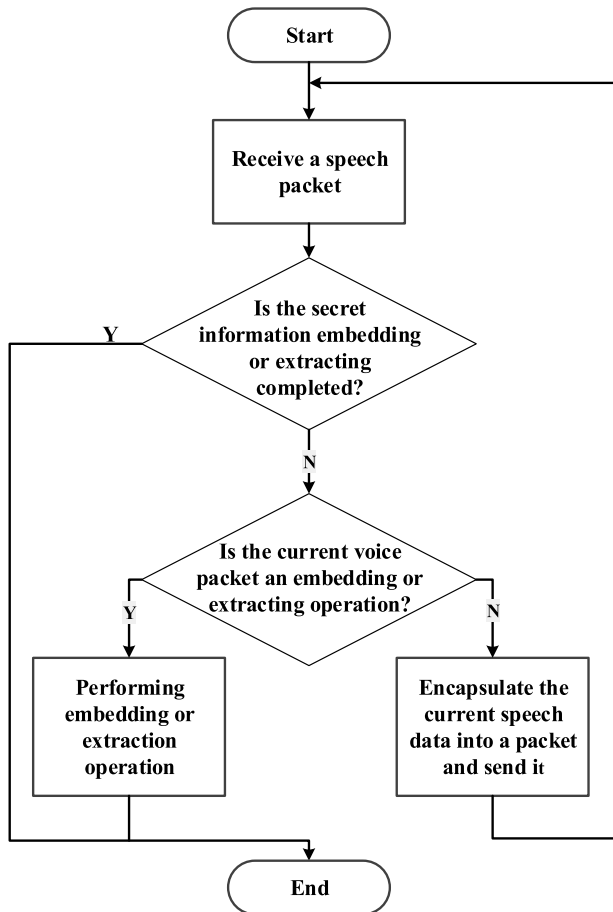 Start
Receive a speech
packet
Is the secret
information embedding
or extracting
completed?
Y
N
Is the current voice
packet an embedding or
extracting operation?
Y
N
Performing
embedding or
extraction
operation
Encapsulate the
current speech
data into a packet
and send it
End